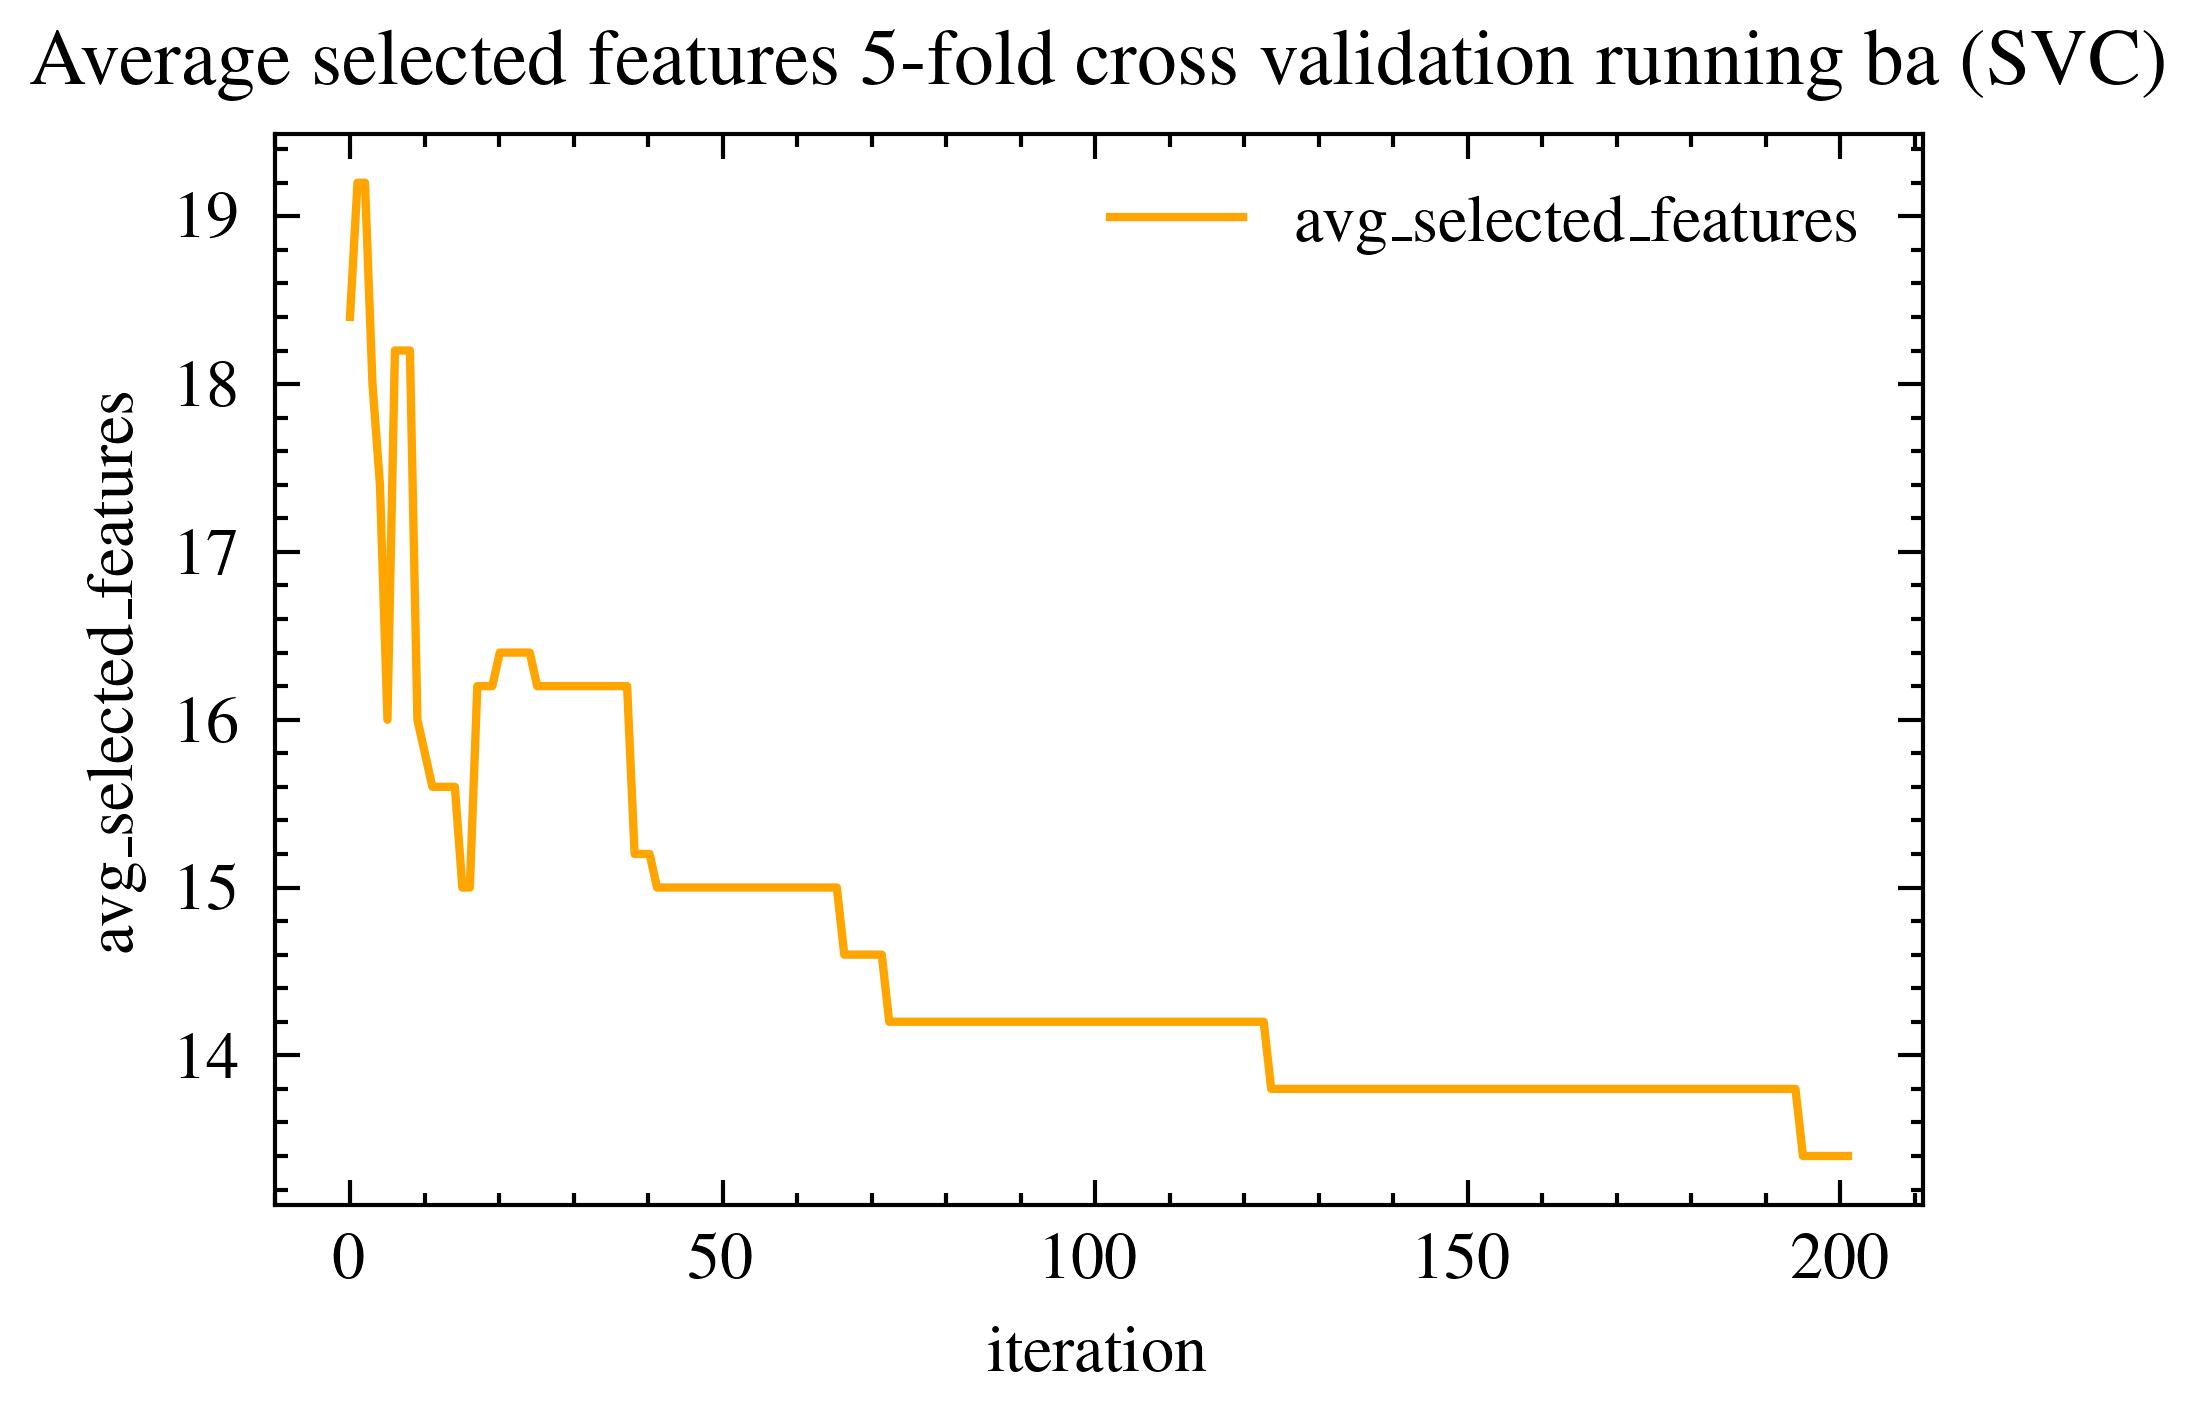 Average selected features 5-fold cross validation running ba (SVC)
avg_selected_features
19
18
17
16
15
14
avg_selected_features
0 50 100 150 200
iteration